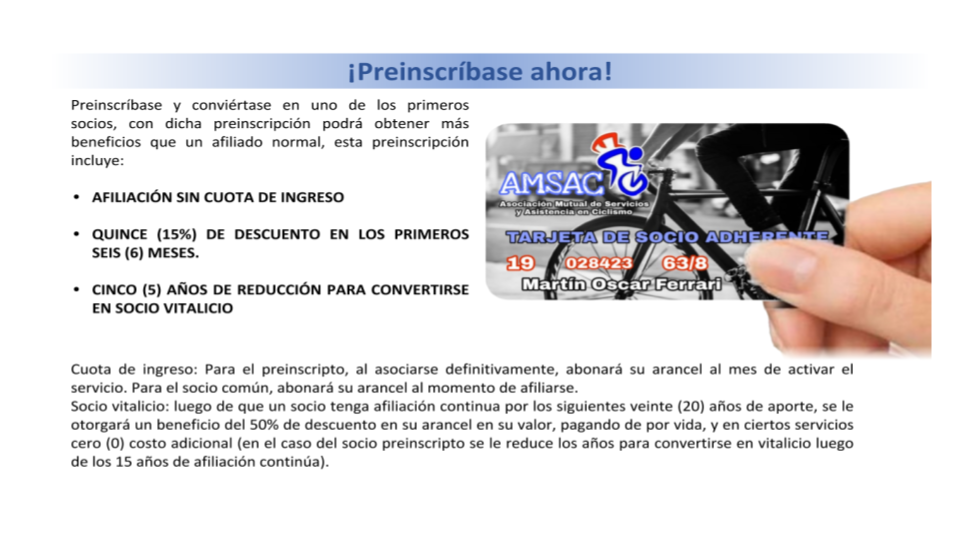 ¡Preinscríbase ahora!
Preinscríbase y conviértase en uno de los primeros
socios, con dicha preinscripción podrá obtener más
beneficios que un afiliado normal, esta preinscripción
incluye:
• AFILIACIÓN SIN CUOTA DE INGRESO
• QUINCE (15%) DE DESCUENTO EN LOS PRIMEROS
SEIS (6) MESES.
• CINCO (5) AÑOS DE REDUCCIÓN PARA CONVERTIRSE
EN SOCIO VITALICIO
AMSAC
Asociación Mutual de Servicios
y Asistencia en Ciclismo
TARJETA DE SOCIO ADHERENTE
19 028423 63/8
Martín Oscar Ferrari
Cuota de ingreso: Para el preinscripto, al asociarse definitivamente, abonará su arancel al mes de activar el
servicio. Para el socio común, abonará su arancel al momento de afiliarse.
Socio vitalicio: luego de que un socio tenga afiliación continua por los siguientes veinte (20) años de aporte, se le
otorgará un beneficio del 50% de descuento en su arancel en su valor, pagando de por vida, y en ciertos servicios
cero (0) costo adicional (en el caso del socio preinscripto se le reduce los años para convertirse en vitalicio luego
de los 15 años de afiliación continúa).